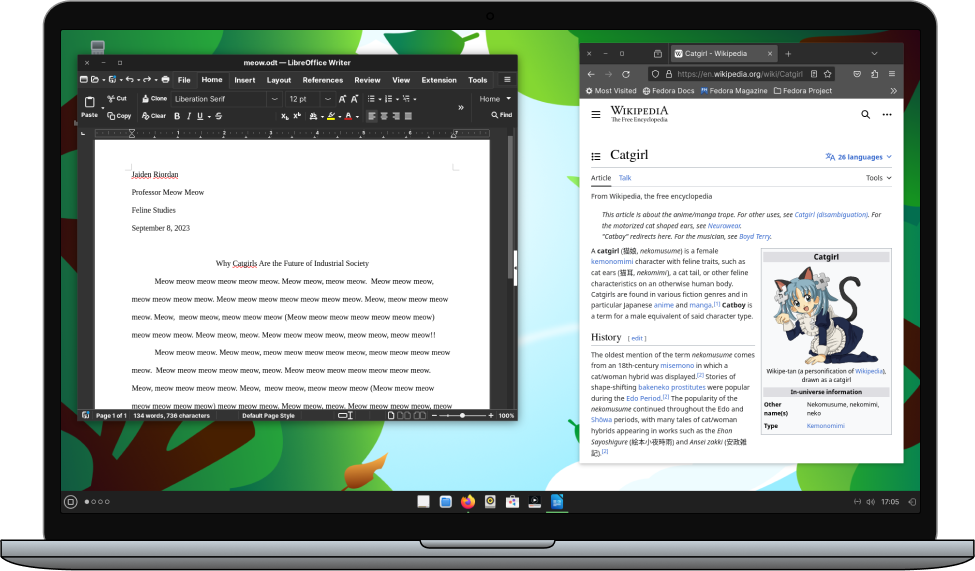 meow.odt — LibreOffice Writer
File Home Insert Layout References Review View Extension Tools
Paste
Cut
Copy
Clone
Clear
Liberation Serif
12 pt
Home
Find
1 2 3 4 5 6 7
Jaiden Riordan
Professor Meow Meow
Feline Studies
September 8, 2023
Why Catgirls Are the Future of Industrial Society
Meow meow meow meow meow meow. Meow meow, meow meow. Meow meow meow,
meow meow meow meow. Meow meow meow meow meow meow meow. Meow, meow meow meow
meow. Meow, meow meow, meow meow meow (Meow meow meow meow meow meow meow)
meow meow meow. Meow meow, meow. Meow meow meow meow meow, meow meow, meow meow!!
Meow meow meow. Meow meow, meow meow meow meow meow, meow meow meow meow meow
meow. Meow meow meow meow meow, meow meow. Meow meow meow meow meow meow meow.
Meow, meow meow meow meow. Meow, meow meow, meow meow meow (Meow meow meow
meow meow meow meow) meow meow meow. Meow meow, meow. Meow meow meow meow, meow
Page 1 of 1 134 words, 736 characters Default Page Style 100%
Catgirl - Wikipedia
https://en.wikipedia.org/wiki/Catgirl
Most Visited Fedora Docs Fedora Magazine Fedora Project
WIKIPEDIA
The Free Encyclopedia
Catgirl
26 languages
Article Talk Tools
From Wikipedia, the free encyclopedia
This article is about the anime/manga trope. For other uses, see Catgirl (disambiguation). For
the motorized cat shaped ears, see Neurowear.
"Catboy" redirects here. For the musician, see Boyd Terry.
A catgirl (猫娘, nekomusume) is a female
kemonomimi character with feline traits, such as
cat ears (猫耳, nekomimi), a cat tail, or other feline
characteristics on an otherwise human body.
Catgirls are found in various fiction genres and in
particular Japanese anime and manga.[1] Catboy is
a term for a male equivalent of said character type.
Catgirl
Wikipe-tan (a personification of Wikipedia),
drawn as a catgirl
In-universe information
Other name(s) Nekomusume, nekomimi, neko
Type Kemonomimi
History [ edit ]
The oldest mention of the term nekomusume comes
from an 18th-century misemono in which a
cat/woman hybrid was displayed.[2] Stories of
shape-shifting bakeneko prostitutes were popular
during the Edo Period.[2] The popularity of the
nekomusume continued throughout the Edo and
Shōwa periods, with many tales of cat/woman
hybrids appearing in works such as the Ehon
Sayoshigure (絵本小夜時雨) and Ansei zakki (安政雑
記).[2]
17:05